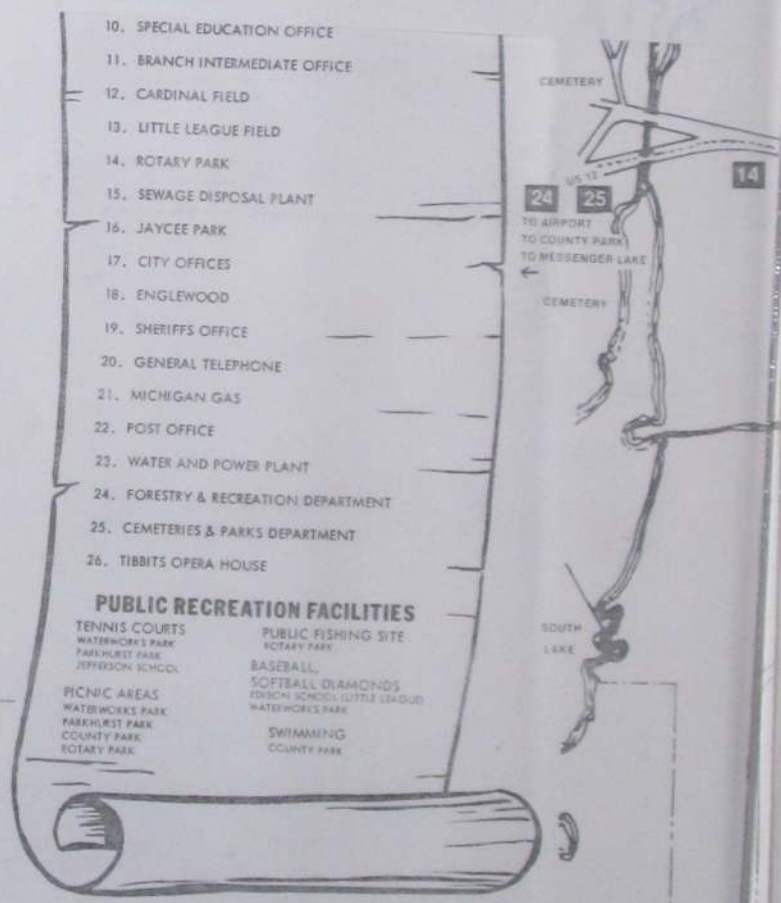 10. SPECIAL EDUCATION OFFICE
11. BRANCH INTERMEDIATE OFFICE
12. CARDINAL FIELD
13. LITTLE LEAGUE FIELD
14. ROTARY PARK
15. SEWAGE DISPOSAL PLANT
16. JAYCEE PARK
17. CITY OFFICES
18. ENGLEWOOD
19. SHERIFFS OFFICE
20. GENERAL TELEPHONE
21. MICHIGAN GAS
22. POST OFFICE
23. WATER AND POWER PLANT
24. FORESTRY & RECREATION DEPARTMENT
25. CEMETERIES & PARKS DEPARTMENT
26. TIBBITS OPERA HOUSE
PUBLIC RECREATION FACILITIES
TENNIS COURTS
WATERWORKS PARK
PARKHURST PARK
JEFFERSON SCHOOL
PICNIC AREAS
WATERWORKS PARK
PARKHURST PARK
COUNTY PARK
ROTARY PARK
PUBLIC FISHING SITE
ROTARY PARK
BASEBALL,
SOFTBALL DIAMONDS
EDISON SCHOOL (LITTLE LEAGUE)
WATERWORKS PARK
SWIMMING
COUNTY PARK
CEMETERY
US 12
14
24 25
TO AIRPORT
TO COUNTY PARK
TO MESSENGER LAKE
CEMETERY
SOUTH
LAKE